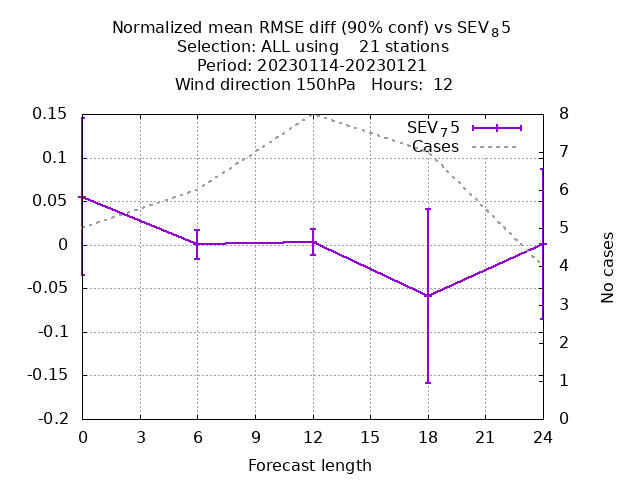 Normalized mean RMSE diff (90% conf) vs SEV₈5
Selection: ALL using    21 stations
Period: 20230114-20230121
Wind direction 150hPa   Hours:  12
SEV₇5
Cases
0.15
0.1
0.05
0
-0.05
-0.1
-0.15
-0.2
8
7
6
5
4
3
2
1
0
No cases
0 3 6 9 12 15 18 21 24
Forecast length